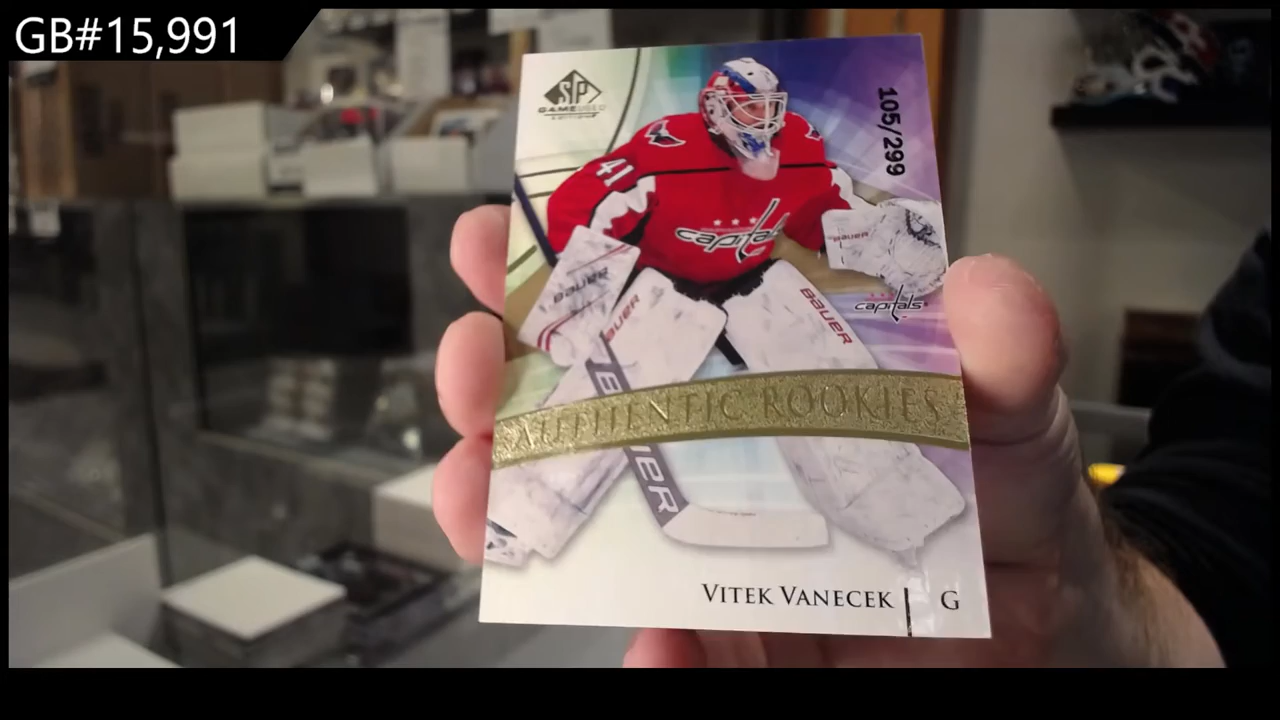 GB#15,991
SP
GAME USED
EDITION
105/299
41
capitals
BAUER
BAUER
BAUER
BAUER
capitals
AUTHENTIC ROOKIES
BAUER
VITEK VANECEK | G